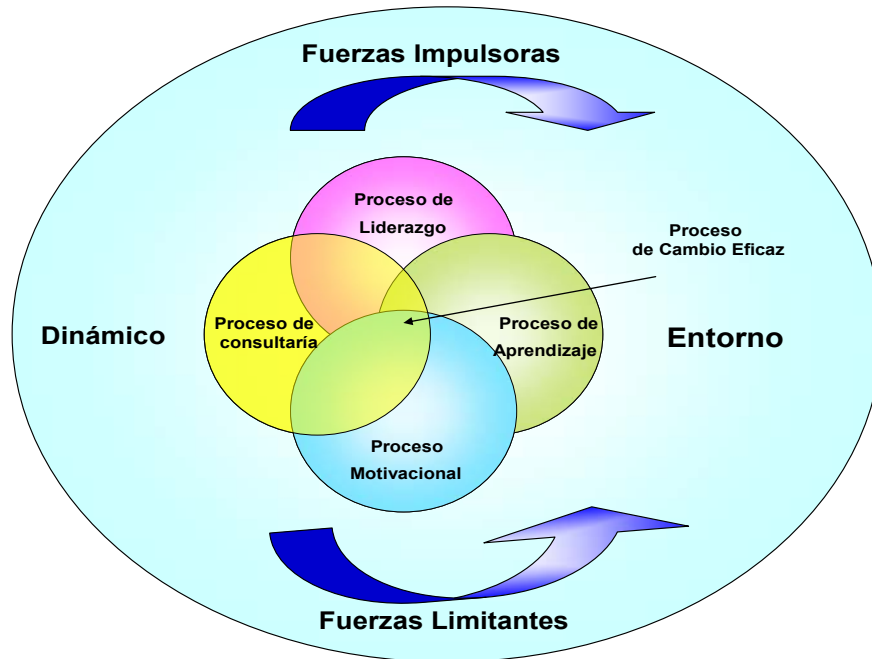 Fuerzas Impulsoras
Proceso de
Liderazgo
Proceso
de Cambio Eficaz
Dinámico
Proceso de
consultaría
Proceso de
Aprendizaje
Entorno
Proceso
Motivacional
Fuerzas Limitantes